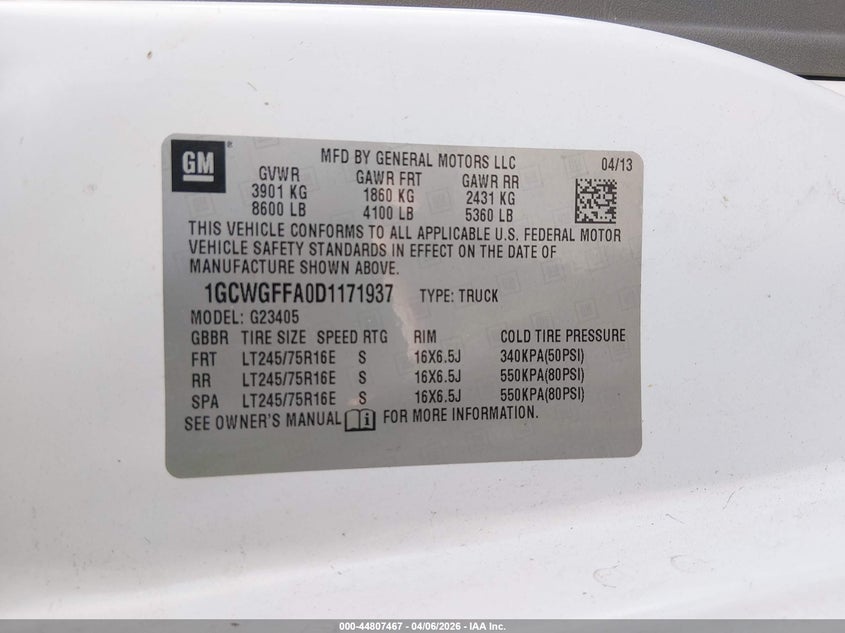 GM ®
MFD BY GENERAL MOTORS LLC 04/13
GVWR GAWR FRT GAWR RR
3901 KG 1860 KG 2431 KG
8600 LB 4100 LB 5360 LB
THIS VEHICLE CONFORMS TO ALL APPLICABLE U.S. FEDERAL MOTOR
VEHICLE SAFETY STANDARDS IN EFFECT ON THE DATE OF
MANUFACTURE SHOWN ABOVE.
1GCWGFFA0D1171937 TYPE: TRUCK
MODEL: G23405
GBBR TIRE SIZE SPEED RTG RIM COLD TIRE PRESSURE
FRT LT245/75R16E S 16X6.5J 340KPA(50PSI)
RR LT245/75R16E S 16X6.5J 550KPA(80PSI)
SPA LT245/75R16E S 16X6.5J 550KPA(80PSI)
SEE OWNER'S MANUAL i FOR MORE INFORMATION.
000-44807467 - 04/06/2026 - IAA Inc.